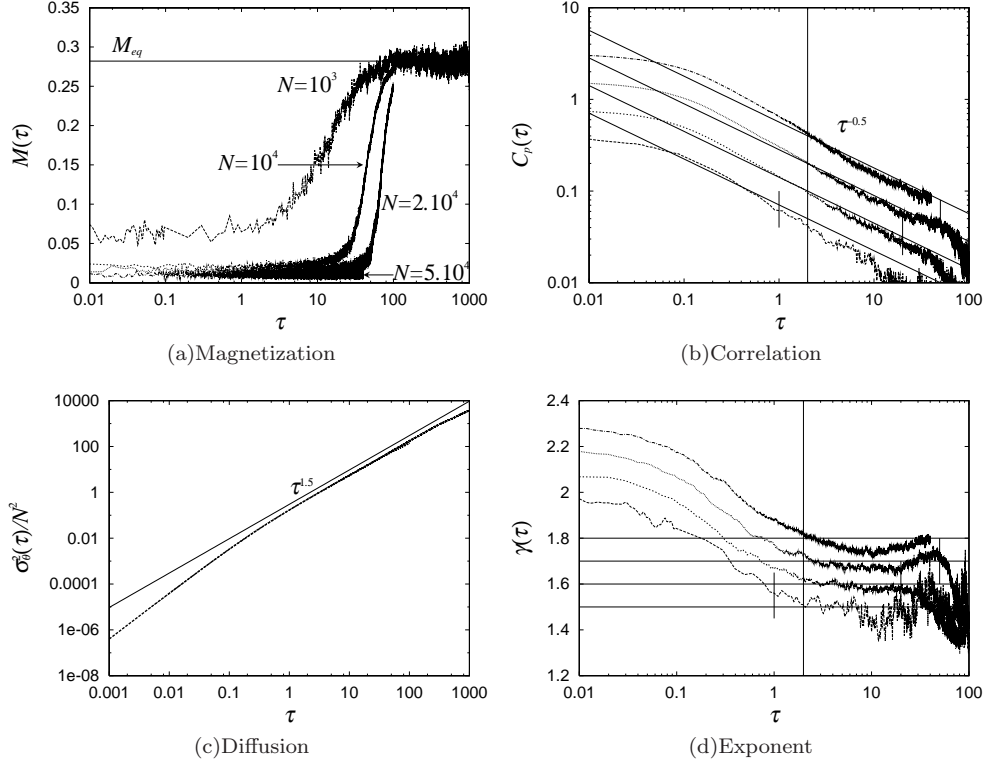 0.35
0.3
0.25
0.2
0.15
0.1
0.05
0
M(τ)
M_eq
N=10^3
N=10^4
N=2.10^4
N=5.10^4
0.01 0.1 1 10 100 1000
τ
(a)Magnetization
10
1
0.1
0.01
C_p(τ)
τ^-0.5
0.01 0.1 1 10 100
τ
(b)Correlation
10000
100
1
0.01
0.0001
1e-06
1e-08
σ_θ^2(τ)/N^2
τ^1.5
0.001 0.01 0.1 1 10 100 1000
τ
(c)Diffusion
2.4
2.2
2
1.8
1.6
1.4
1.2
γ(τ)
0.01 0.1 1 10 100
τ
(d)Exponent